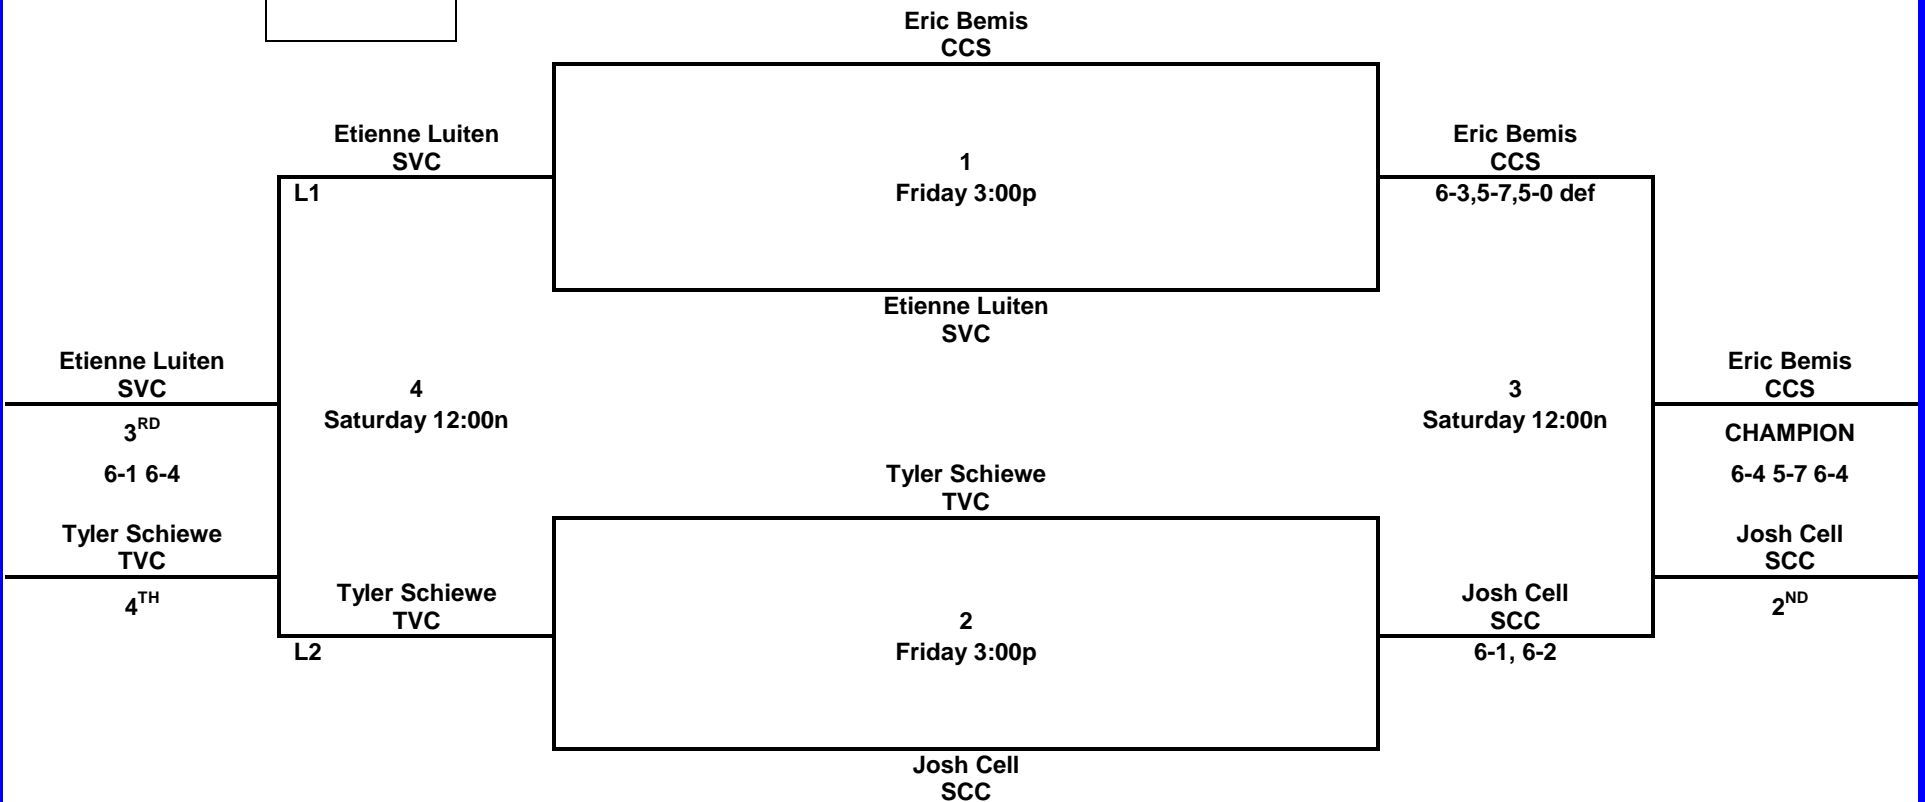 Eric Bemis
CCS
Etienne Luiten
SVC
L1
1
Friday 3:00p
Eric Bemis
CCS
6-3,5-7,5-0 def
Etienne Luiten
SVC
Etienne Luiten
SVC
3RD
6-1 6-4
4
Saturday 12:00n
3
Saturday 12:00n
Eric Bemis
CCS
CHAMPION
6-4 5-7 6-4
Tyler Schiewe
TVC
Tyler Schiewe
TVC
4TH
Josh Cell
SCC
2ND
Tyler Schiewe
TVC
L2
2
Friday 3:00p
Josh Cell
SCC
6-1, 6-2
Josh Cell
SCC